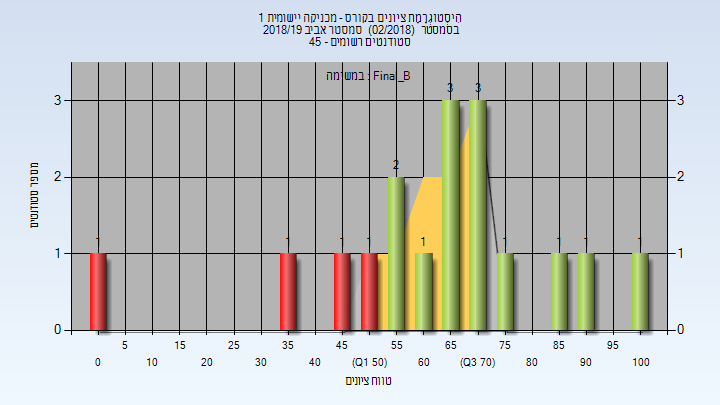 היסטוגרמת ציונים בקורס - מכניקה יישומית 1
בסמסטר (02/2018) סמסטר אביב 2018/19
סטודנטים רשומים - 45
במשימה : Final_B
מספר סטודנטים
3 3
2 2
1 1
0 0
1 1 1 1 2 1 3 3 1 1 1 1
5 15 25 35 45 55 65 75 85 95
0 10 20 30 40 (Q1 50) 60 (Q3 70) 80 90 100
טווח ציונים